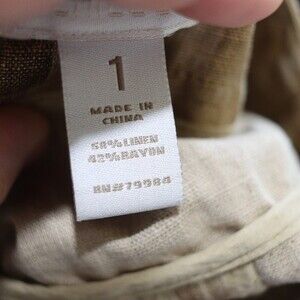 1
MADE IN
CHINA
58%LINEN
42%RAYON
RN#79984